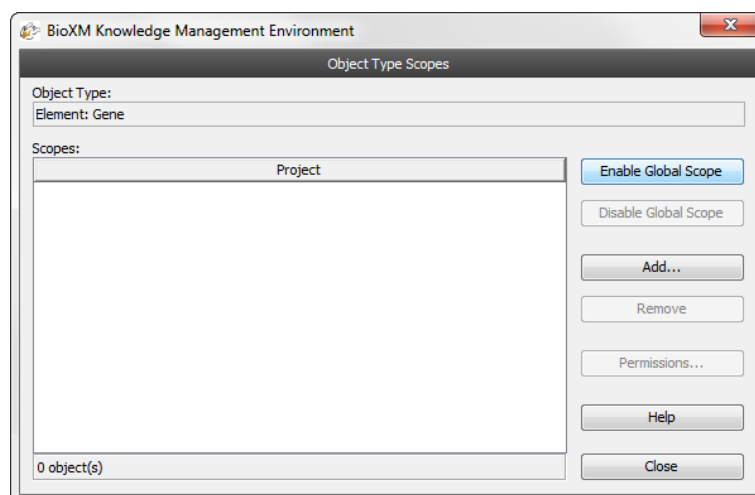 BioXM Knowledge Management Environment
Object Type Scopes
Object Type:
Element: Gene
Scopes:
Project
Enable Global Scope
Disable Global Scope
Add...
Remove
Permissions...
Help
0 object(s)
Close